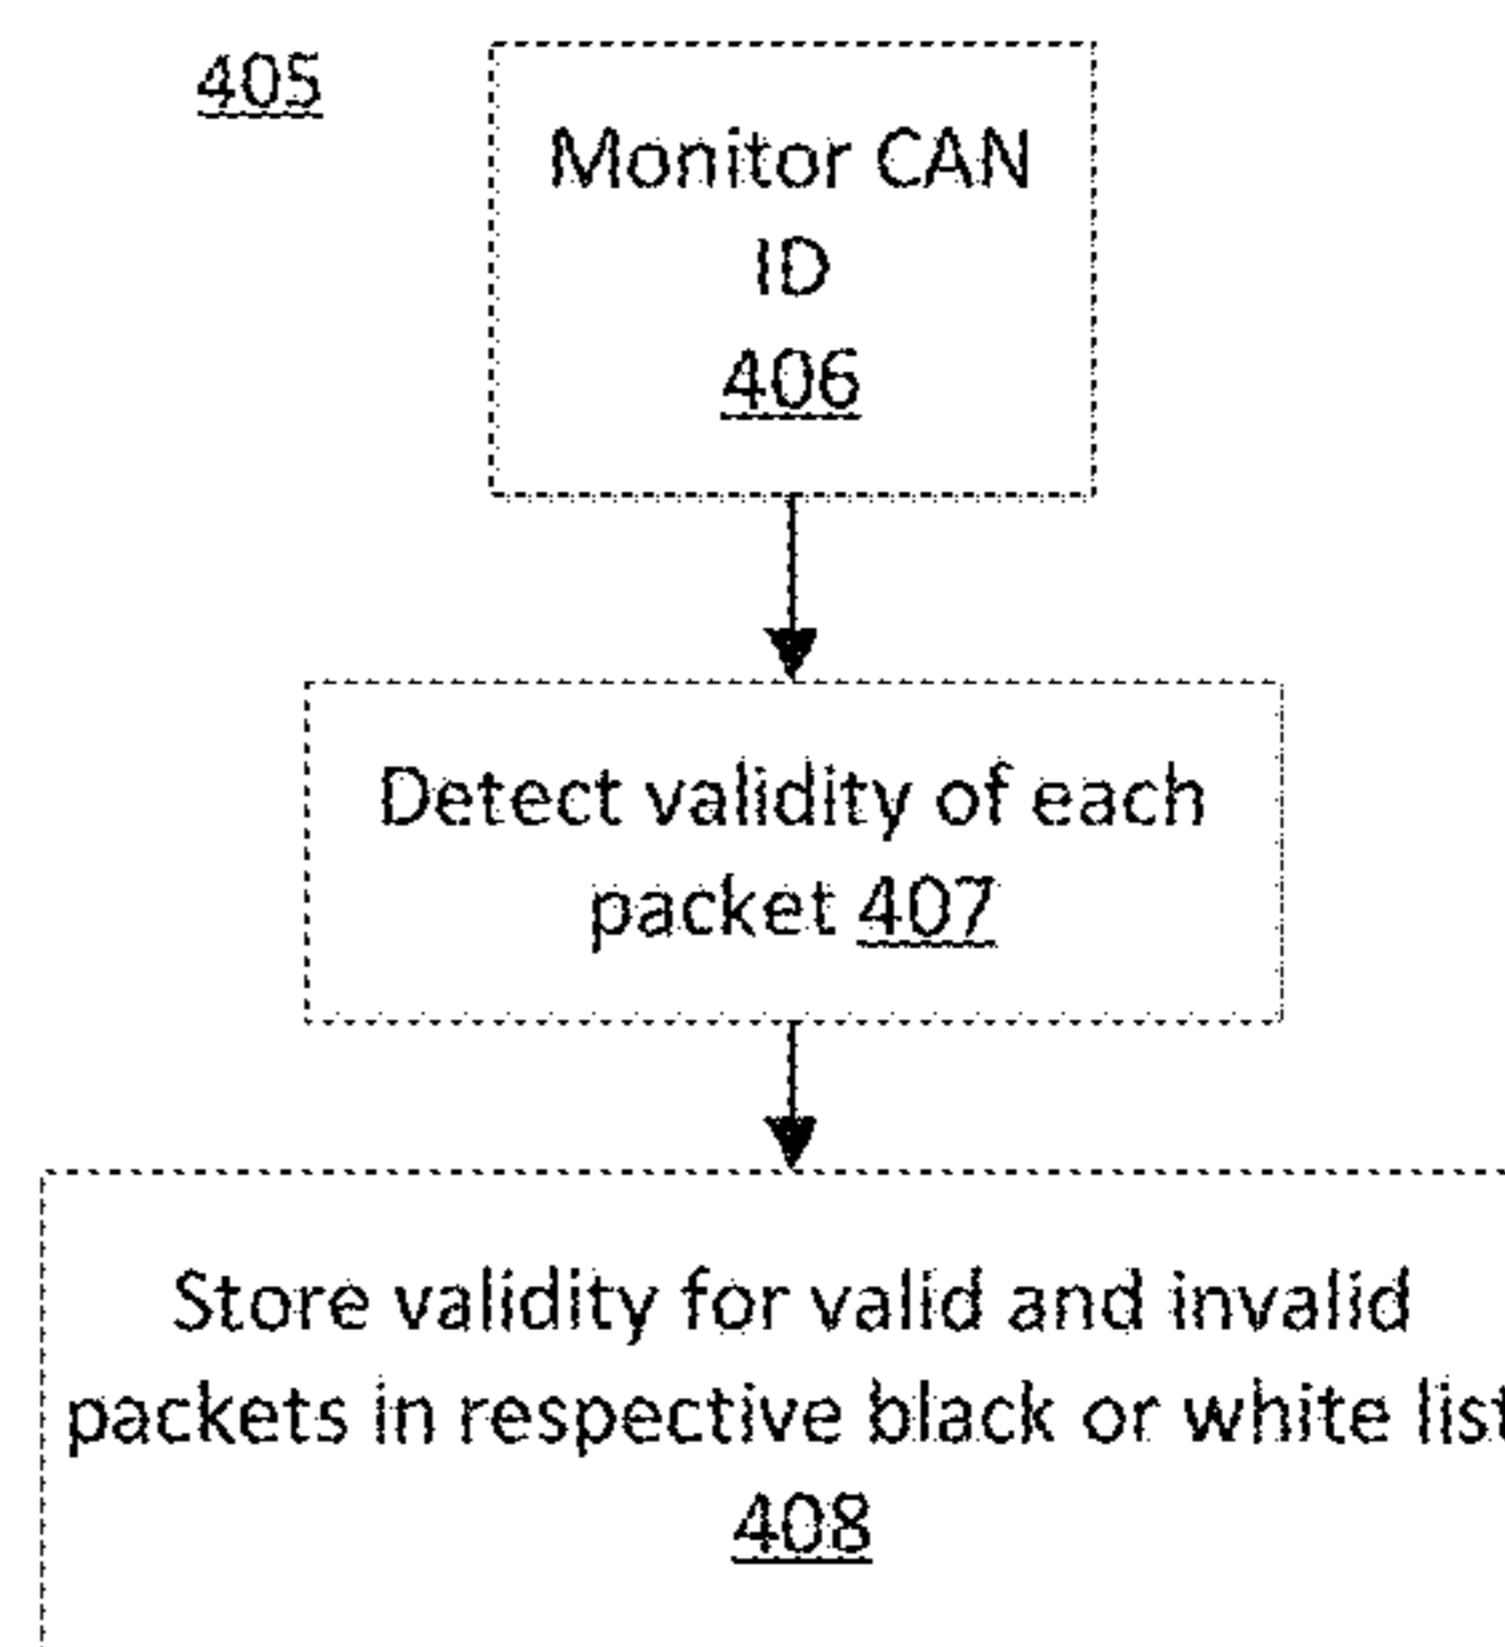 405
Monitor CAN
ID
406
Detect validity of each
packet 407
Store validity for valid and invalid
packets in respective black or white list
408